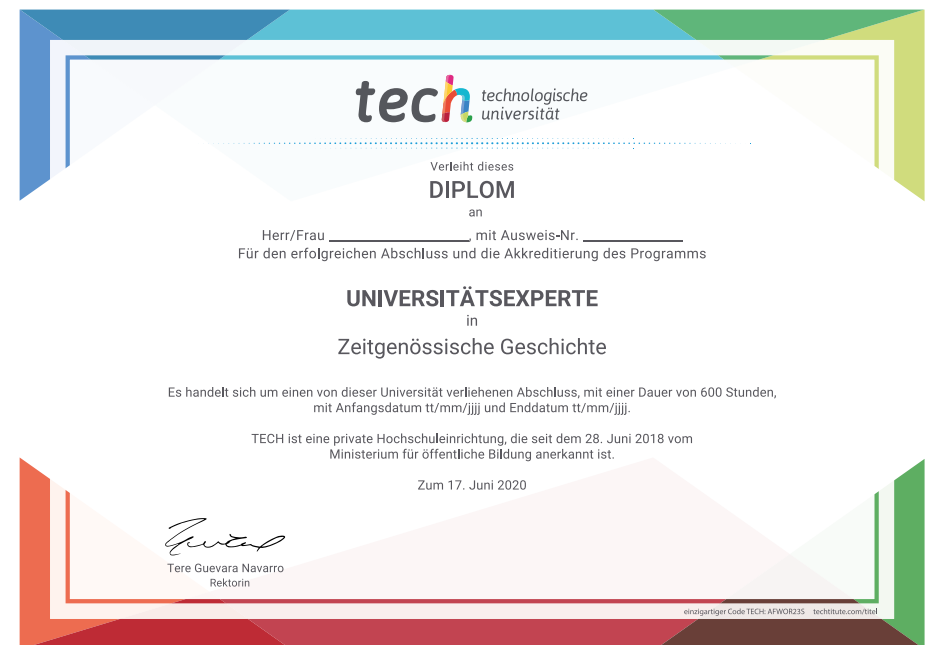 tech technologische
universität
Verleiht dieses
DIPLOM
an
Herr/Frau ____________, mit Ausweis-Nr. ____________
Für den erfolgreichen Abschluss und die Akkreditierung des Programms
UNIVERSITÄTSEXPERTE
in
Zeitgenössische Geschichte
Es handelt sich um einen von dieser Universität verliehenen Abschluss, mit einer Dauer von 600 Stunden,
mit Anfangsdatum tt/mm/jjjj und Enddatum tt/mm/jjjj.
TECH ist eine private Hochschuleinrichtung, die seit dem 28. Juni 2018 vom
Ministerium für öffentliche Bildung anerkannt ist.
Zum 17. Juni 2020
Tere Guevara Navarro
Rektorin
einzigartiger Code TECH: AFWOR23S techtitute.com/titel